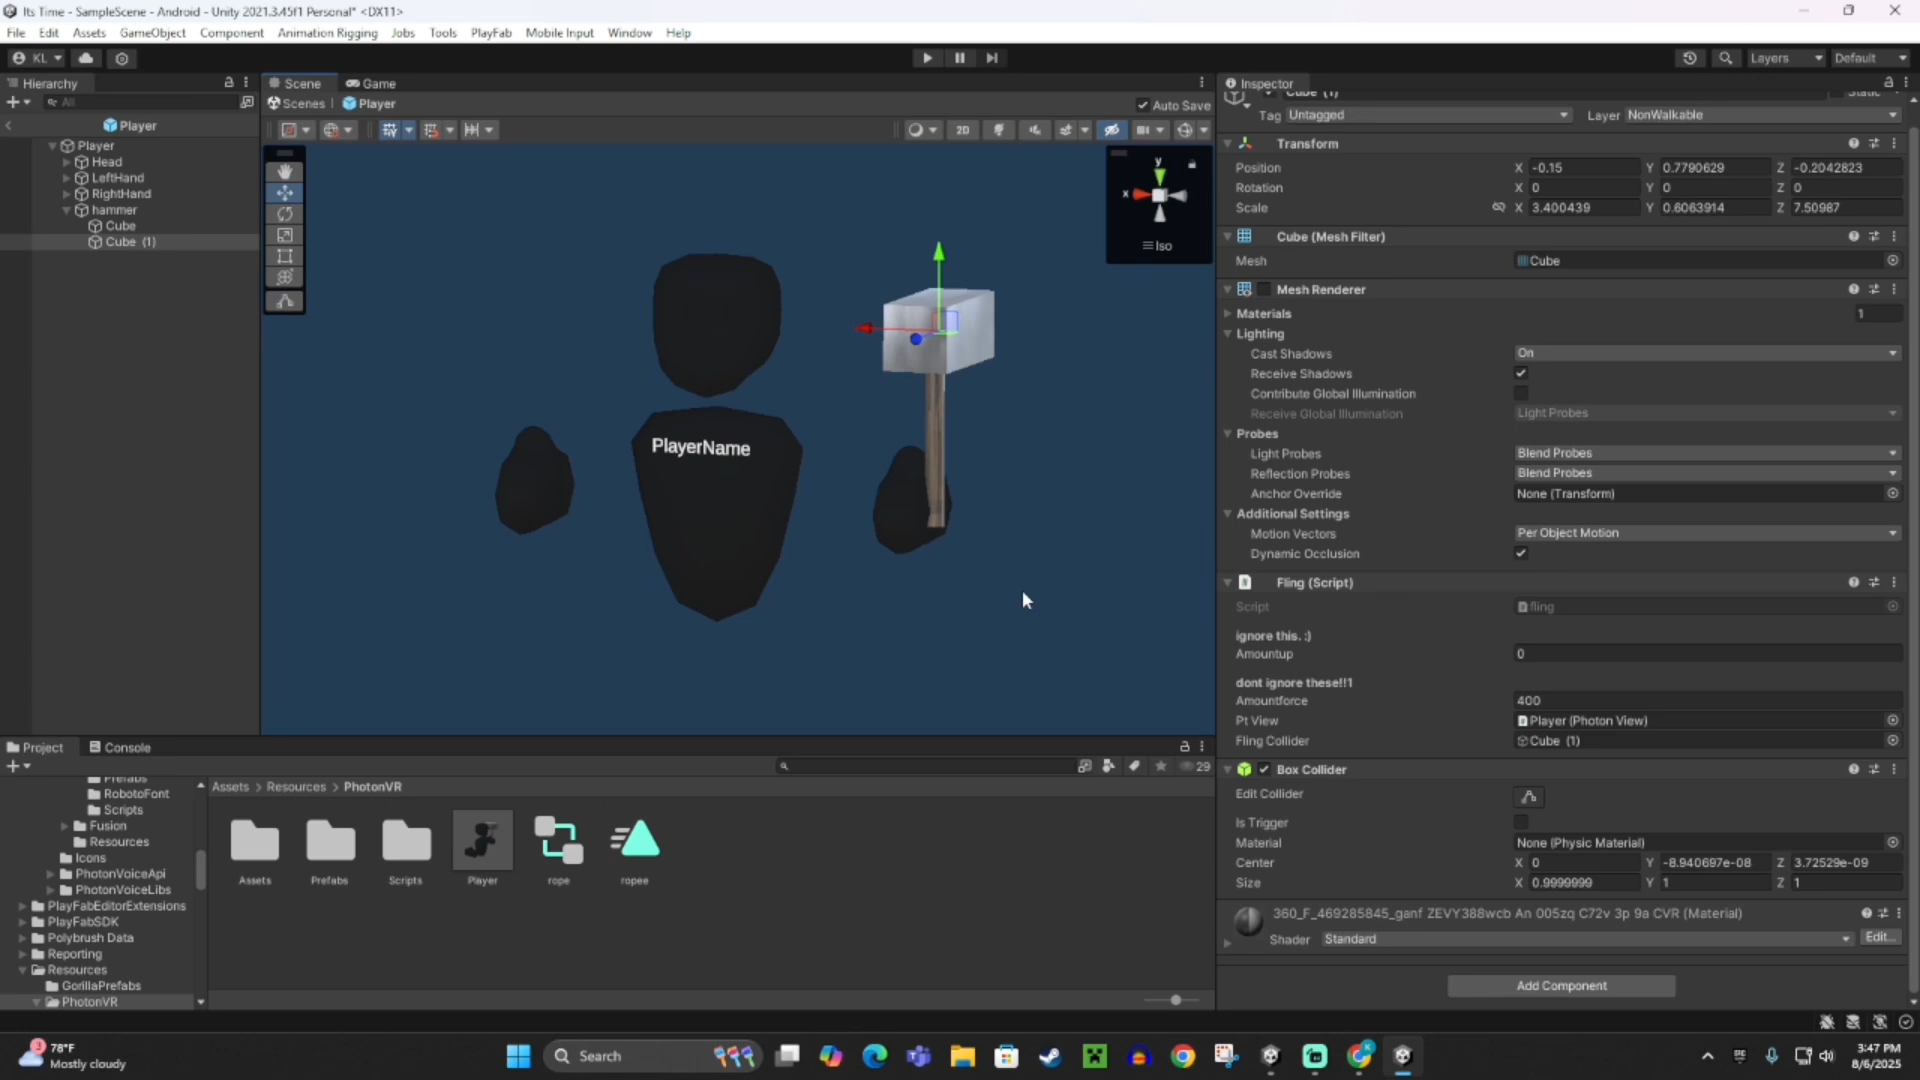 Its Time - SampleScene - Android - Unity 2021.3.45f1 Personal* <DX11>
File Edit Assets GameObject Component Animation Rigging Jobs Tools PlayFab Mobile Input Window Help
KL Layers Default
Hierarchy
All
Player
Player
Head
LeftHand
RightHand
hammer
Cube
Cube (1)
Scene Game
Scenes Player Auto Save
2D
y
x
Iso
PlayerName
Inspector
Cube (1) Static
Tag Untagged Layer NonWalkable
Transform
Position X -0.15 Y 0.7790629 Z -0.2042823
Rotation X 0 Y 0 Z 0
Scale X 3.400439 Y 0.6063914 Z 7.50987
Cube (Mesh Filter)
Mesh Cube
Mesh Renderer
Materials 1
Lighting
Cast Shadows On
Receive Shadows
Contribute Global Illumination
Receive Global Illumination Light Probes
Probes
Light Probes Blend Probes
Reflection Probes Blend Probes
Anchor Override None (Transform)
Additional Settings
Motion Vectors Per Object Motion
Dynamic Occlusion
Fling (Script)
Script fling
ignore this. :)
Amountup 0
dont ignore these!!1
Amountforce 400
Pt View Player (Photon View)
Fling Collider Cube (1)
Box Collider
Edit Collider
Is Trigger
Material None (Physic Material)
Center X 0 Y -8.940697e-08 Z 3.72529e-09
Size X 0.9999999 Y 1 Z 1
360_F_469285845_ganf ZEVY388wcb An 005zq C72v 3p 9a CVR (Material)
Shader Standard Edit...
Add Component
Project Console
29
Prefabs
RobotoFont
Scripts
Fusion
Resources
Icons
PhotonVoiceApi
PhotonVoiceLibs
PlayFabEditorExtensions
PlayFabSDK
Polybrush Data
Reporting
Resources
GorillaPrefabs
PhotonVR
Assets > Resources > PhotonVR
Assets Prefabs Scripts Player rope ropee
3
78°F
Mostly cloudy
Search
3:47 PM
8/6/2025